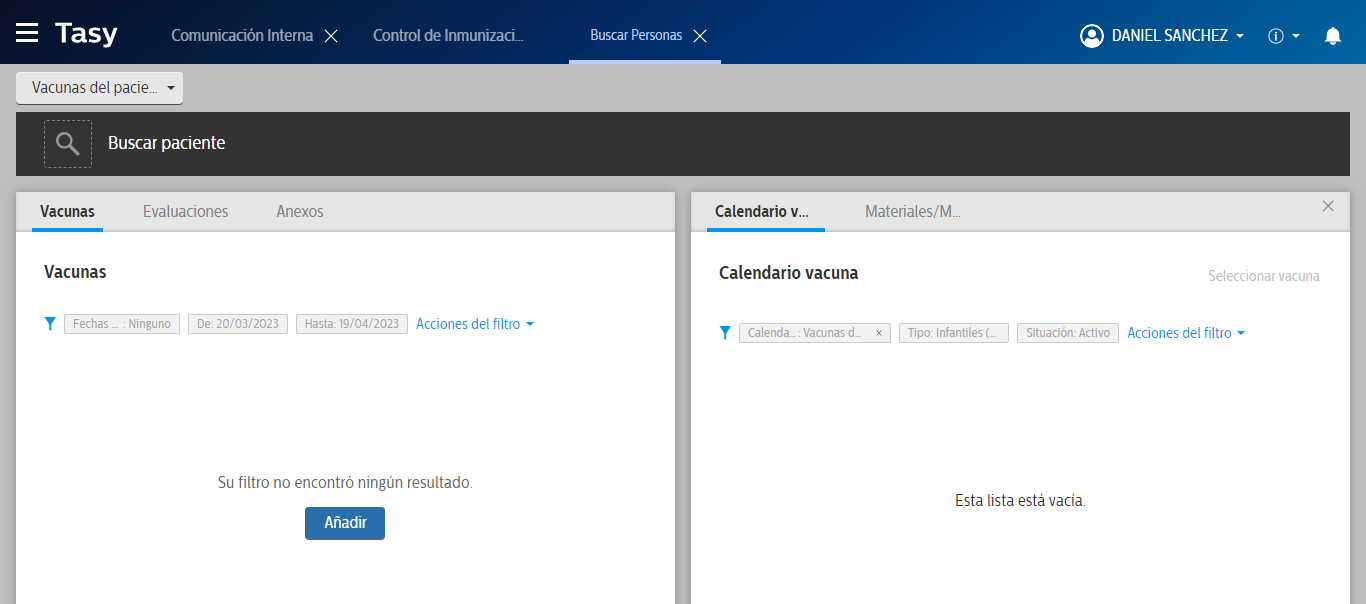 Tasy
Comunicación Interna
Control de Inmunizaci...
Buscar Personas
DANIEL SANCHEZ
Vacunas del pacie...
Buscar paciente
Vacunas
Evaluaciones
Anexos
Vacunas
Fechas ... : Ninguno
De: 20/03/2023
Hasta: 19/04/2023
Acciones del filtro
Su filtro no encontró ningún resultado.
Añadir
Calendario v...
Materiales/M...
Calendario vacuna
Seleccionar vacuna
Calenda... : Vacunas d...
Tipo: Infantiles (...
Situación: Activo
Acciones del filtro
Esta lista está vacía.